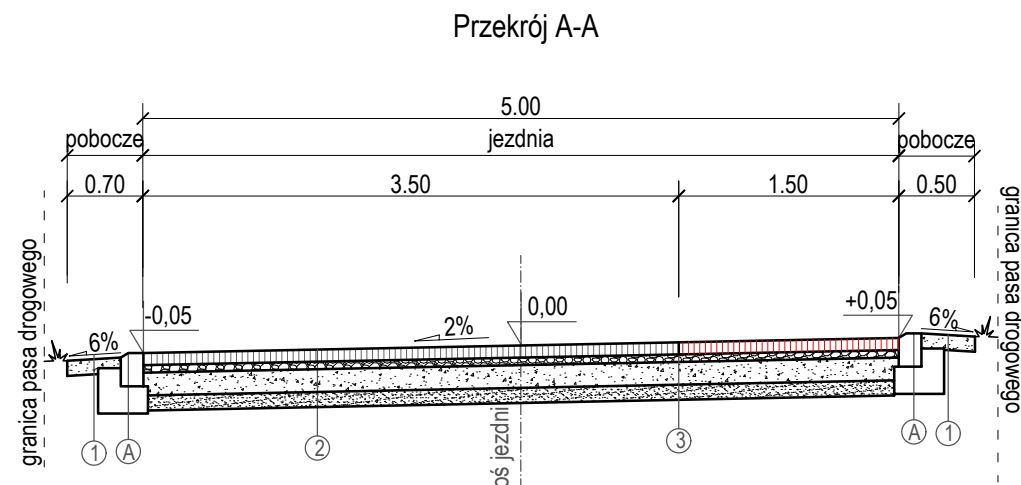 Przekrój A-A
5.00
pobocze jezdnia pobocze
0.70 3.50 1.50 0.50
granica pasa drogowego
granica pasa drogowego
-0,05 0,00 +0,05
6% 2% 6%
1 A 2 3 A 1
oś jezdni